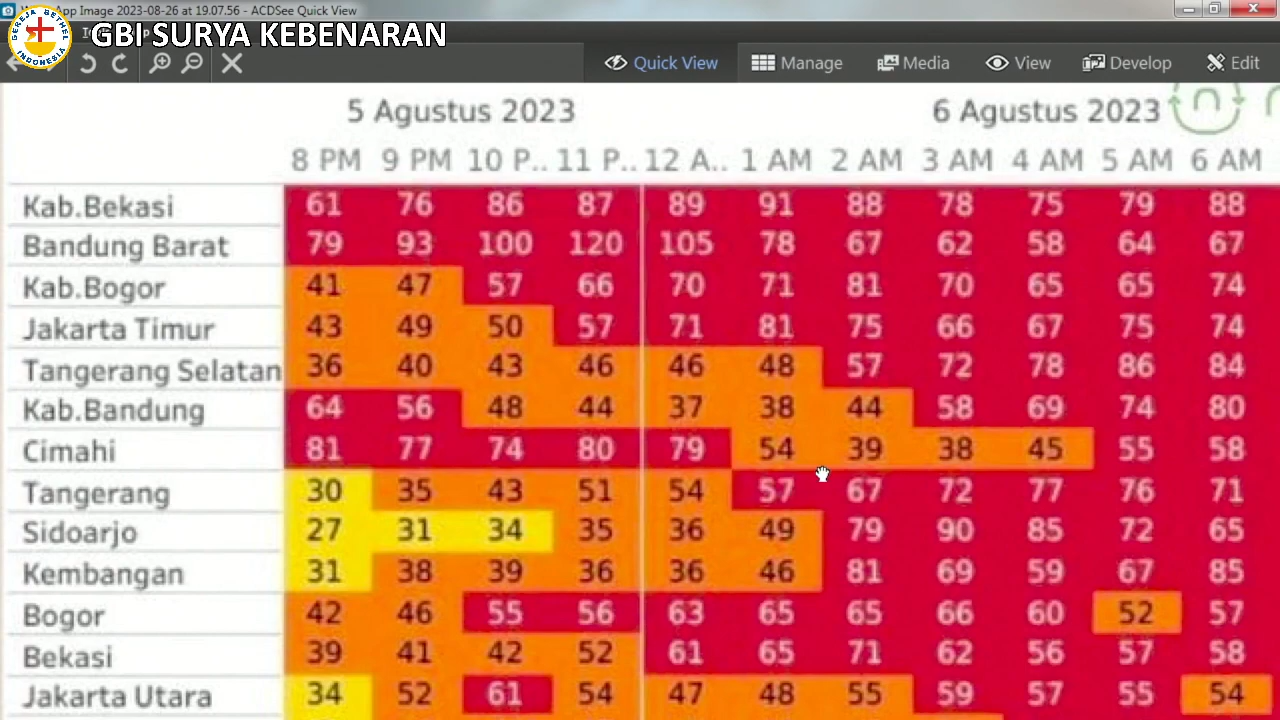 App Image 2023-08-26 at 19.07.56 - ACDSee Quick View
GEREJA BETHEL INDONESIA
GBI SURYA KEBENARAN
Quick View Manage Media View Develop Edit
5 Agustus 2023 6 Agustus 2023
8 PM 9 PM 10 P.. 11 P.. 12 A.. 1 AM 2 AM 3 AM 4 AM 5 AM 6 AM
Kab.Bekasi 61 76 86 87 89 91 88 78 75 79 88
Bandung Barat 79 93 100 120 105 78 67 62 58 64 67
Kab.Bogor 41 47 57 66 70 71 81 70 65 65 74
Jakarta Timur 43 49 50 57 71 81 75 66 67 75 74
Tangerang Selatan 36 40 43 46 46 48 57 72 78 86 84
Kab.Bandung 64 56 48 44 37 38 44 58 69 74 80
Cimahi 81 77 74 80 79 54 39 38 45 55 58
Tangerang 30 35 43 51 54 57 67 72 77 76 71
Sidoarjo 27 31 34 35 36 49 79 90 85 72 65
Kembangan 31 38 39 36 36 46 81 69 59 67 85
Bogor 42 46 55 56 63 65 65 66 60 52 57
Bekasi 39 41 42 52 61 65 71 62 56 57 58
Jakarta Utara 34 52 61 54 47 48 55 59 57 55 54